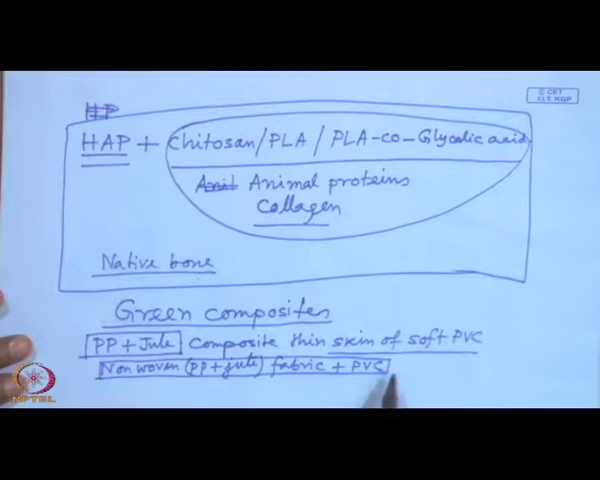 © CET
I.I.T. KGP
HP
HAP + Chitosan / PLA / PLA-co-Glycolic acid
Animal proteins
Collagen
Native bone
Green composites
PP + Jute composite thin skin of soft PVC
Non woven (PP + jute) fabric + PVC
NPTEL